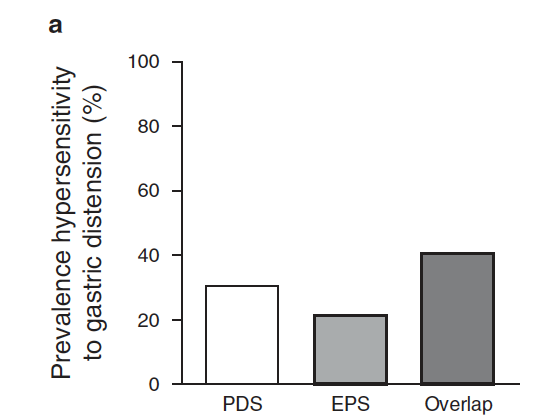 a
Prevalence hypersensitivity
to gastric distension (%)
100
80
60
40
20
0
PDS EPS Overlap